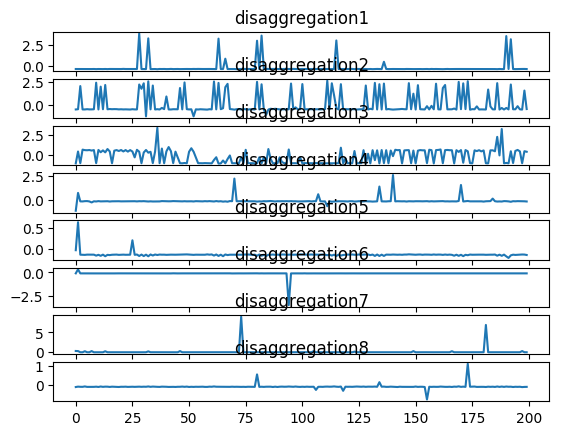 disaggregation1
2.5
0.0
disaggregation2
2.5
0.0
disaggregation3
2.5
0.0
disaggregation4
2.5
0.0
disaggregation5
0.5
0.0
disaggregation6
0.0
−2.5
disaggregation7
5
0
disaggregation8
1
0
0 25 50 75 100 125 150 175 200